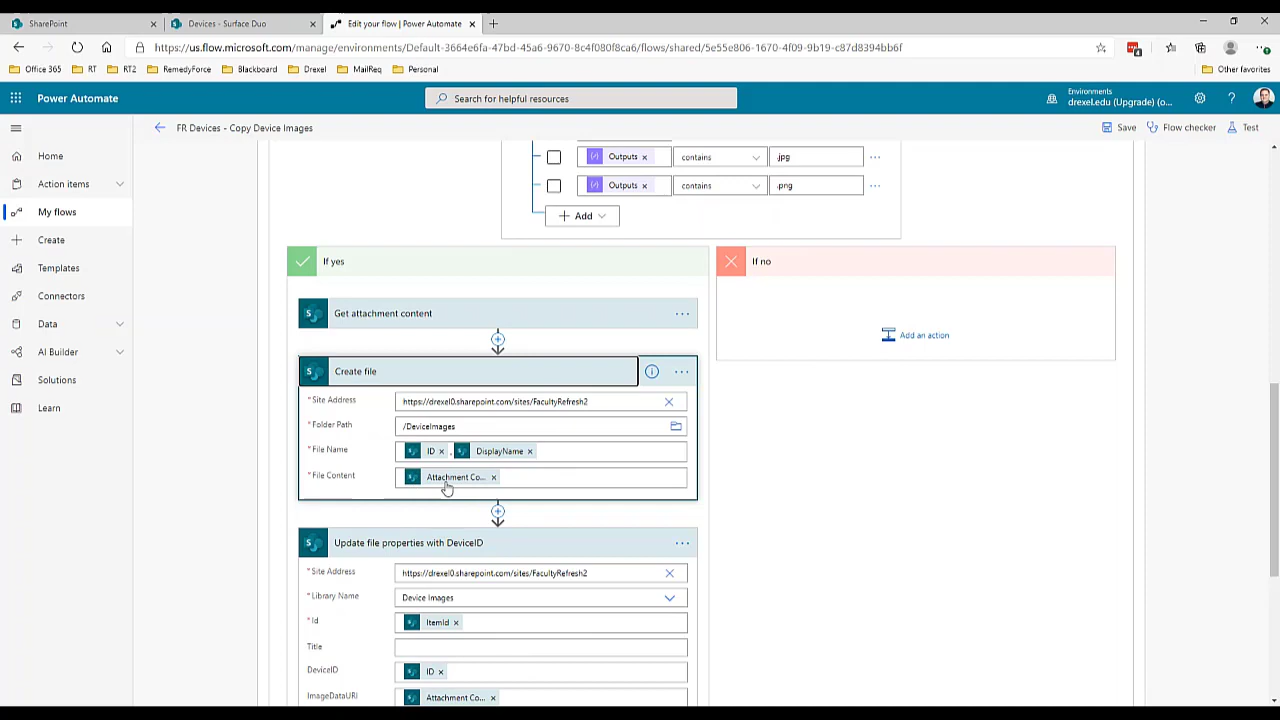 SharePoint
Devices - Surface Duo
Edit your flow | Power Automate
https://us.flow.microsoft.com/manage/environments/Default-3664e6fa-47bd-45a6-9670-8c4f080f8ca6/flows/shared/5e55e806-1670-4f09-9b19-c87d8394bb6f
Office 365
RT
RT2
RemedyForce
Blackboard
Drexel
MailReq
Personal
Other favorites
Power Automate
Search for helpful resources
Environments
drexel.edu (Upgrade) (o...
FR Devices - Copy Device Images
Save
Flow checker
Test
Home
Action items
My flows
Create
Templates
Connectors
Data
AI Builder
Solutions
Learn
Outputs x contains .jpg ...
Outputs x contains .png ...
+ Add
If yes
If no
Get attachment content
Add an action
Create file
* Site Address https://drexel0.sharepoint.com/sites/FacultyRefresh2
* Folder Path /DeviceImages
* File Name ID x . DisplayName x
* File Content Attachment Co... x
Update file properties with DeviceID
* Site Address https://drexel0.sharepoint.com/sites/FacultyRefresh2
* Library Name Device Images
* Id ItemId x
Title
DeviceID ID x
ImageDataURI Attachment Co... x